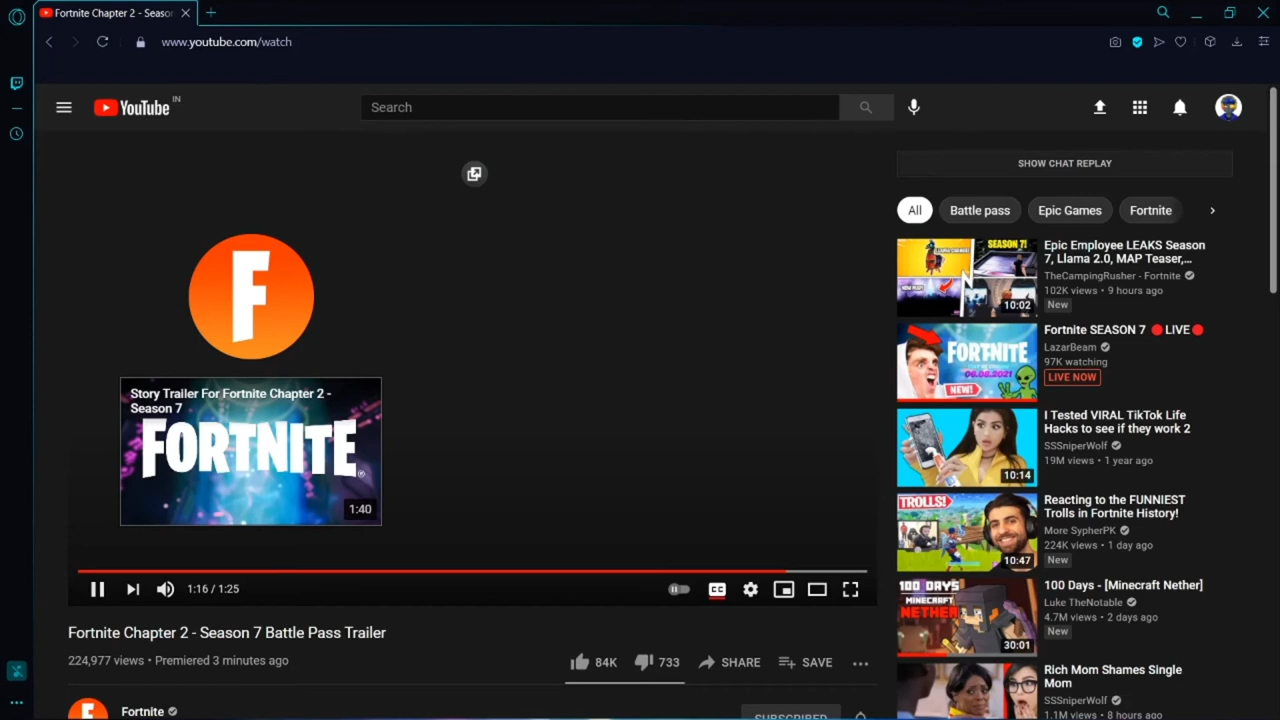 Fortnite Chapter 2 - Seaso
www.youtube.com/watch
YouTube IN
Search
SHOW CHAT REPLAY
All
Battle pass
Epic Games
Fortnite
F
Story Trailer For Fortnite Chapter 2 -
Season 7
FORTNITE
1:40
1:16 / 1:25
CC
Fortnite Chapter 2 - Season 7 Battle Pass Trailer
224,977 views • Premiered 3 minutes ago
84K
733
SHARE
SAVE
Fortnite
SUBSCRIBED
SEASON 7!
10:02
Epic Employee LEAKS Season
7, Llama 2.0, MAP Teaser,...
TheCampingRusher - Fortnite
102K views • 9 hours ago
New
FORTNITE
06.08.2021
NEW!
Fortnite SEASON 7 🔴LIVE🔴
LazarBeam
97K watching
LIVE NOW
10:14
I Tested VIRAL TikTok Life
Hacks to see if they work 2
SSSniperWolf
19M views • 1 year ago
TROLLS!
10:47
Reacting to the FUNNIEST
Trolls in Fortnite History!
More SypherPK
224K views • 1 day ago
New
100 DAYS
MINECRAFT
NETHER
30:01
100 Days - [Minecraft Nether]
Luke TheNotable
4.7M views • 2 days ago
New
Rich Mom Shames Single
Mom
SSSniperWolf
1.1M views • 8 hours ago